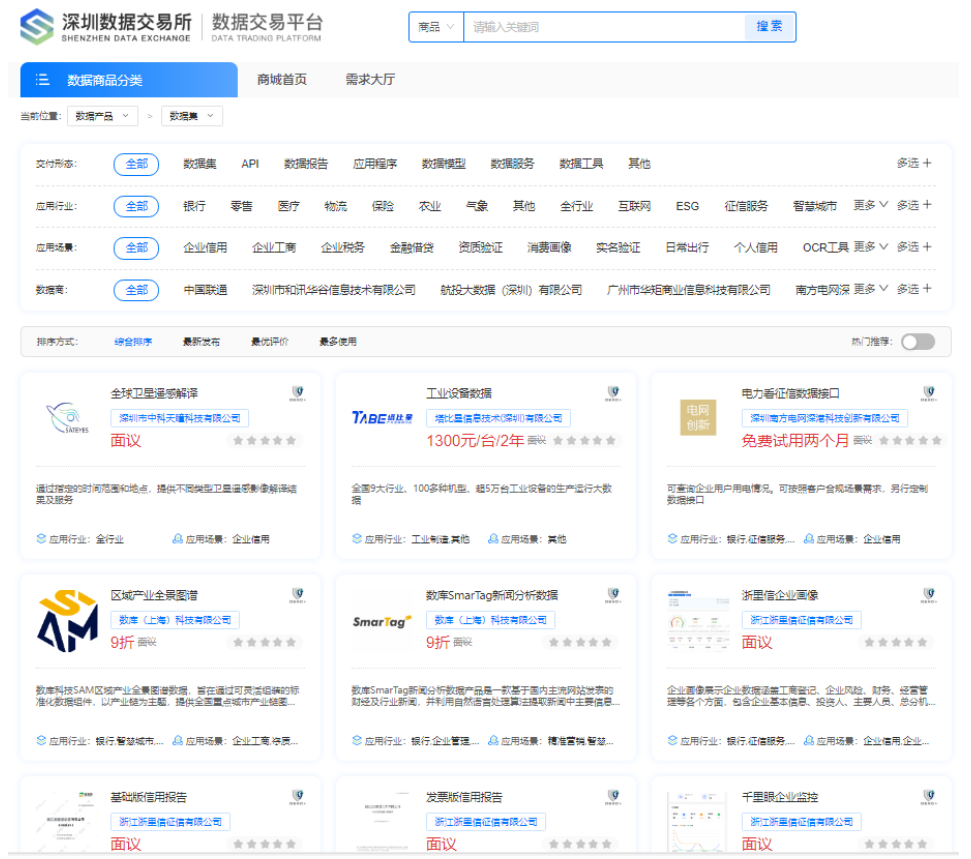 深圳数据交易所 数据交易平台
SHENZHEN DATA EXCHANGE DATA TRADING PLATFORM
商品 请输入关键词 搜索
数据商品分类 商城首页 需求大厅
当前位置: 数据产品 > 数据集
交付形态: 全部 数据集 API 数据报告 应用程序 数据模型 数据服务 数据工具 其他 多选 +
应用行业: 全部 银行 零售 医疗 物流 保险 农业 气象 其他 全行业 互联网 ESG 征信服务 智慧城市 更多 多选 +
应用场景: 全部 企业信用 企业工商 企业税务 金融借贷 资质验证 消费画像 实名验证 日常出行 个人信用 OCR工具 更多 多选 +
数据商: 全部 中国联通 深圳市和讯华谷信息技术有限公司 航投大数据（深圳）有限公司 广州市华矩商业信息科技有限公司 南方电网深 更多 多选 +
排序方式: 综合排序 最新发布 最优评价 最多使用 热门推荐:
全球卫星遥感解译
深圳市中科天瞳科技有限公司
SATEYES
面议
通过指定的时间范围和地点，提供不同类型卫星遥感影像解译结
果及服务
应用行业: 全行业 应用场景: 企业信用
工业设备数据
TABE塔比星
塔比星信息技术(深圳)有限公司
1300元/台/2年 面议
全国9大行业、100多种机型、超5万台工业设备的生产运行大数
据
应用行业: 工业制造,其他 应用场景: 其他
电力看征信数据接口
电网
创新
深圳南方电网深港科技创新有限公司
免费试用两个月 面议
可查询企业用户用电情况。可按照客户合规场景需求，另行定制
数据接口
应用行业: 银行,征信服务,... 应用场景: 企业信用
区域产业全景图谱
SAM
数库（上海）科技有限公司
9折 面议
数库科技SAM区域产业全景图谱数据，旨在通过可灵活组装的标
准化数据组件，以产业链为主题，提供全国重点城市产业链图...
应用行业: 银行,智慧城市,... 应用场景: 企业工商,资质...
数库SmarTag新闻分析数据
SmarTag
数库（上海）科技有限公司
9折 面议
数库SmarTag新闻分析数据产品是一款基于国内主流网站发表的
财经及行业新闻，并利用自然语言处理算法提取新闻中主要信息...
应用行业: 银行,企业管理,... 应用场景: 精准营销,智慧...
浙里信企业画像
浙江浙里信征信有限公司
面议
企业画像展示企业数据涵盖工商登记、企业风险、财务、经营管
理等各个方面，包含企业基本信息、投资人、主要人员、总分机...
应用行业: 银行,征信服务,... 应用场景: 企业信用,企业...
基础版信用报告
浙江浙里信征信有限公司
面议
发票版信用报告
浙江浙里信征信有限公司
面议
千里眼企业监控
浙江浙里信征信有限公司
面议